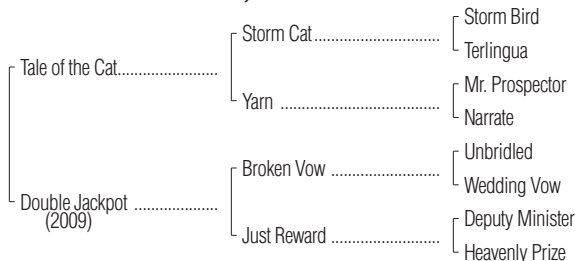 Storm Bird
Storm Cat........................................
Terlingua
Tale of the Cat.......................
Mr. Prospector
Yarn ................................................
Narrate
Unbridled
Broken Vow ..................................
Wedding Vow
Double Jackpot ...................
(2009)
Deputy Minister
Just Reward ...................................
Heavenly Prize